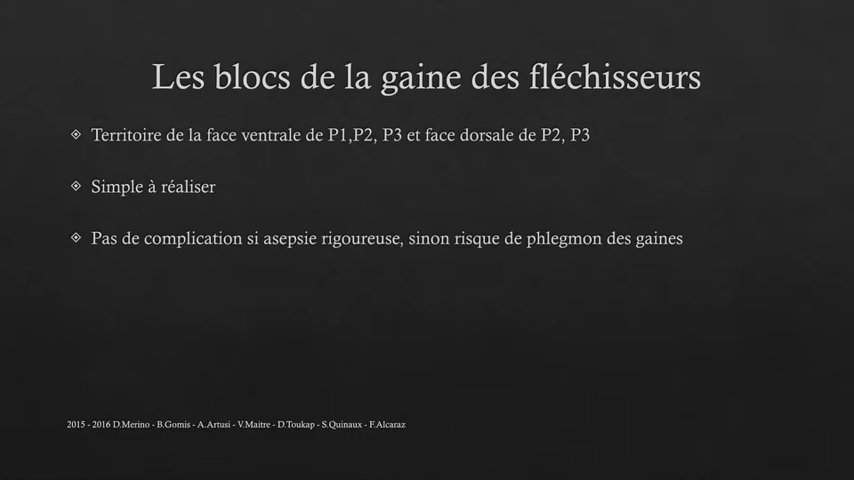 Les blocs de la gaine des fléchisseurs
Territoire de la face ventrale de P1,P2, P3 et face dorsale de P2, P3
Simple à réaliser
Pas de complication si asepsie rigoureuse, sinon risque de phlegmon des gaines
2015 - 2016 D.Merino - B.Gomis - A.Artusi - V.Maitre - D.Toukap - S.Quinaux - F.Alcaraz